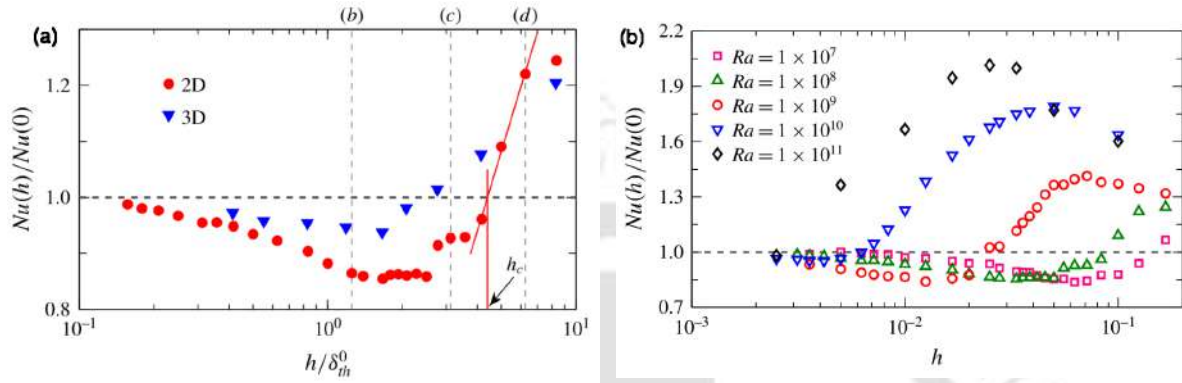 (a)
(b)
(c)
(d)
2D
3D
h_c
Nu(h)/Nu(0)
1.2
1.0
0.8
10^{-1}
10^0
10^1
h/δ_{th}^0
(b)
Ra = 1 × 10^7
Ra = 1 × 10^8
Ra = 1 × 10^9
Ra = 1 × 10^{10}
Ra = 1 × 10^{11}
Nu(h)/Nu(0)
2.2
1.9
1.6
1.3
1.0
0.7
10^{-3}
10^{-2}
10^{-1}
h